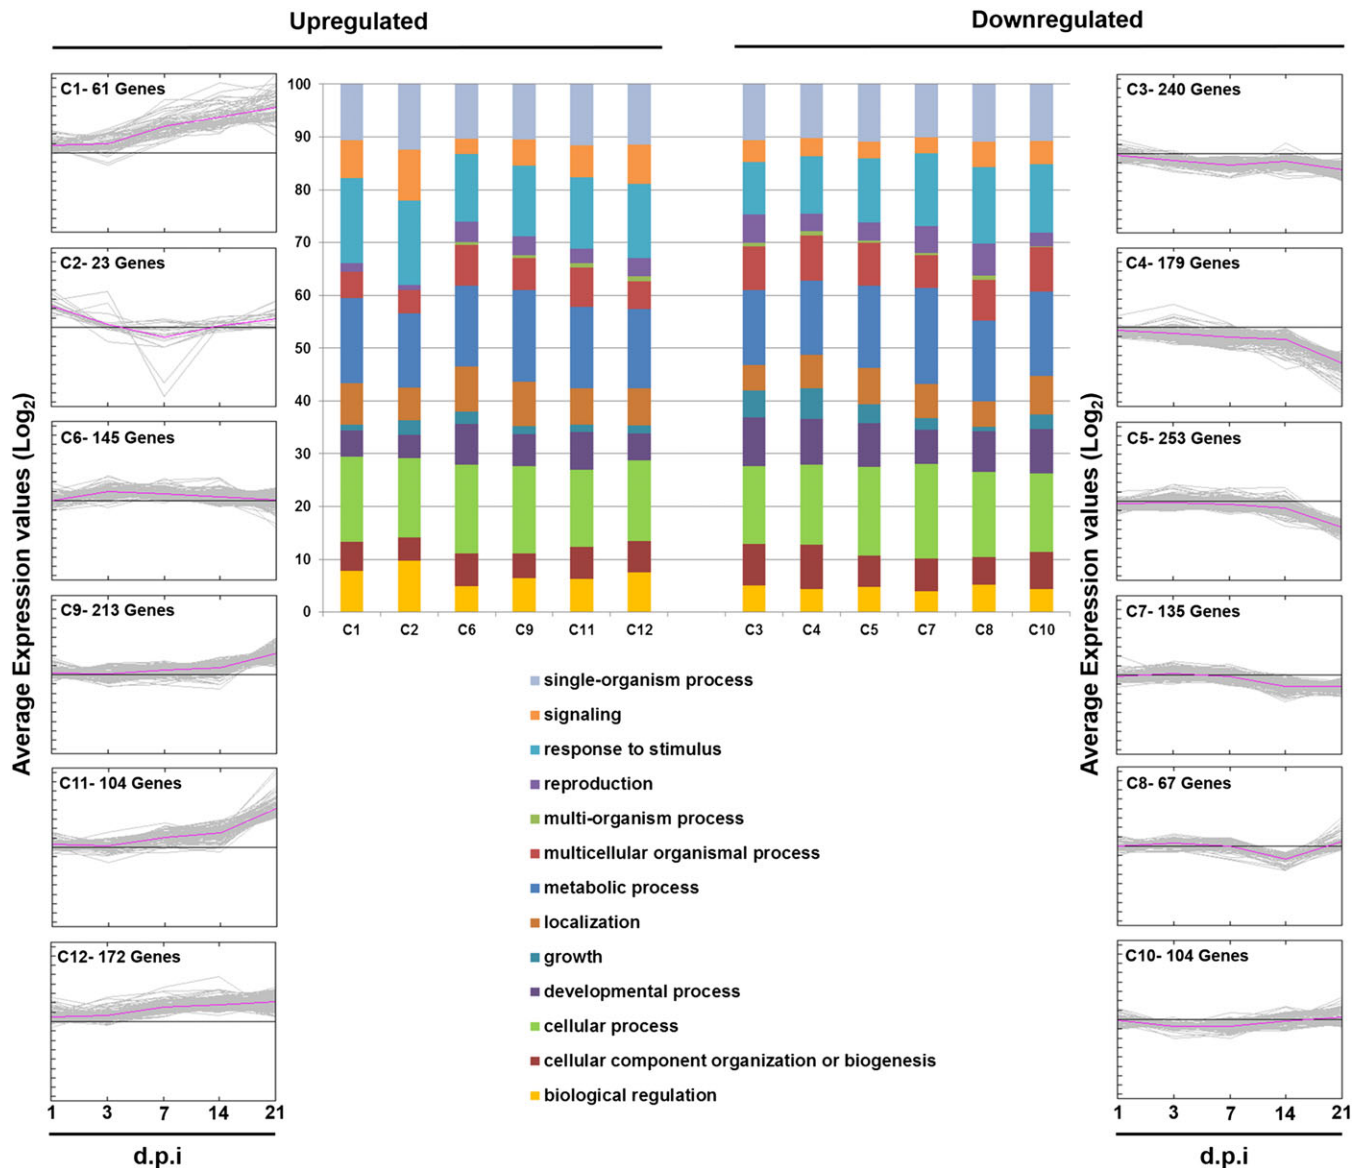 Upregulated
Downregulated
Average Expression values (Log2)
C1- 61 Genes
C2- 23 Genes
C6- 145 Genes
C9- 213 Genes
C11- 104 Genes
C12- 172 Genes
1 3 7 14 21
d.p.i
100
90
80
70
60
50
40
30
20
10
0
C1 C2 C6 C9 C11 C12 C3 C4 C5 C7 C8 C10
single-organism process
signaling
response to stimulus
reproduction
multi-organism process
multicellular organismal process
metabolic process
localization
growth
developmental process
cellular process
cellular component organization or biogenesis
biological regulation
Average Expression values (Log2)
C3- 240 Genes
C4- 179 Genes
C5- 253 Genes
C7- 135 Genes
C8- 67 Genes
C10- 104 Genes
1 3 7 14 21
d.p.i